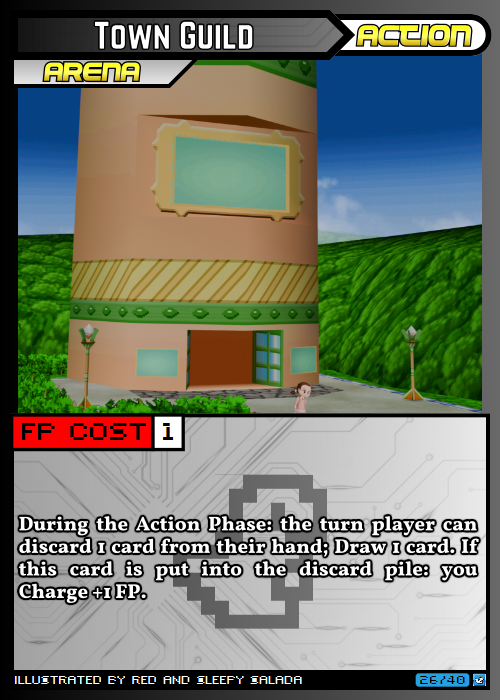 TOWN GUILD
ACTION
ARENA
FP COST 1
During the Action Phase: the turn player can
discard 1 card from their hand; Draw 1 card. If
this card is put into the discard pile: you
Charge +1 FP.
ILLUSTRATED BY RED AND SLEEPY SALADA
26/40